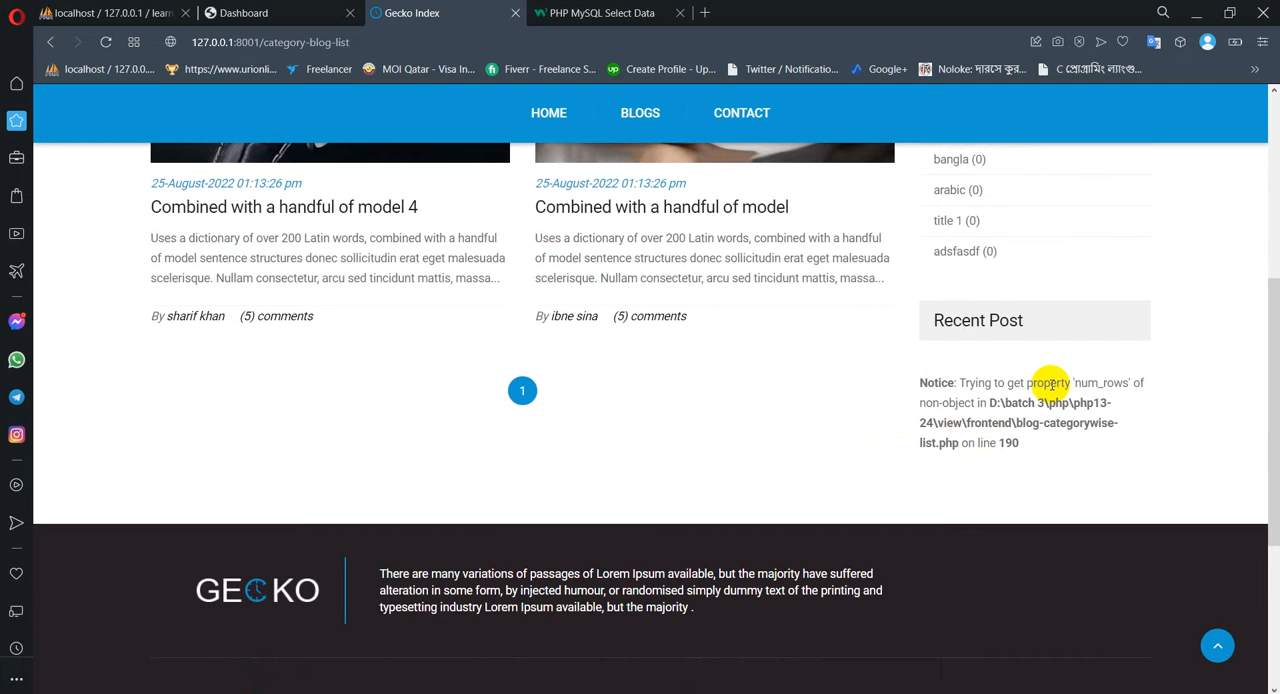 localhost / 127.0.0.1 / learn
Dashboard
Gecko Index
PHP MySQL Select Data
127.0.0.1:8001/category-blog-list
localhost / 127.0.0....
https://www.urionli...
Freelancer
MOI Qatar - Visa In...
Fiverr - Freelance S...
Create Profile - Up...
Twitter / Notificatio...
Google+
Noloke: দারসে কুর...
C প্রোগ্রামিং ল্যাংগু...
HOME
BLOGS
CONTACT
25-August-2022 01:13:26 pm
Combined with a handful of model 4
Uses a dictionary of over 200 Latin words, combined with a handful
of model sentence structures donec sollicitudin erat eget malesuada
scelerisque. Nullam consectetur, arcu sed tincidunt mattis, massa...
By sharif khan (5) comments
25-August-2022 01:13:26 pm
Combined with a handful of model
Uses a dictionary of over 200 Latin words, combined with a handful
of model sentence structures donec sollicitudin erat eget malesuada
scelerisque. Nullam consectetur, arcu sed tincidunt mattis, massa...
By ibne sina (5) comments
1
bangla (0)
arabic (0)
title 1 (0)
adsfasdf (0)
Recent Post
Notice: Trying to get property 'num_rows' of
non-object in D:\batch 3\php\php13-
24\view\frontend\blog-categorywise-
list.php on line 190
GECKO
There are many variations of passages of Lorem Ipsum available, but the majority have suffered
alteration in some form, by injected humour, or randomised simply dummy text of the printing and
typesetting industry Lorem Ipsum available, but the majority .